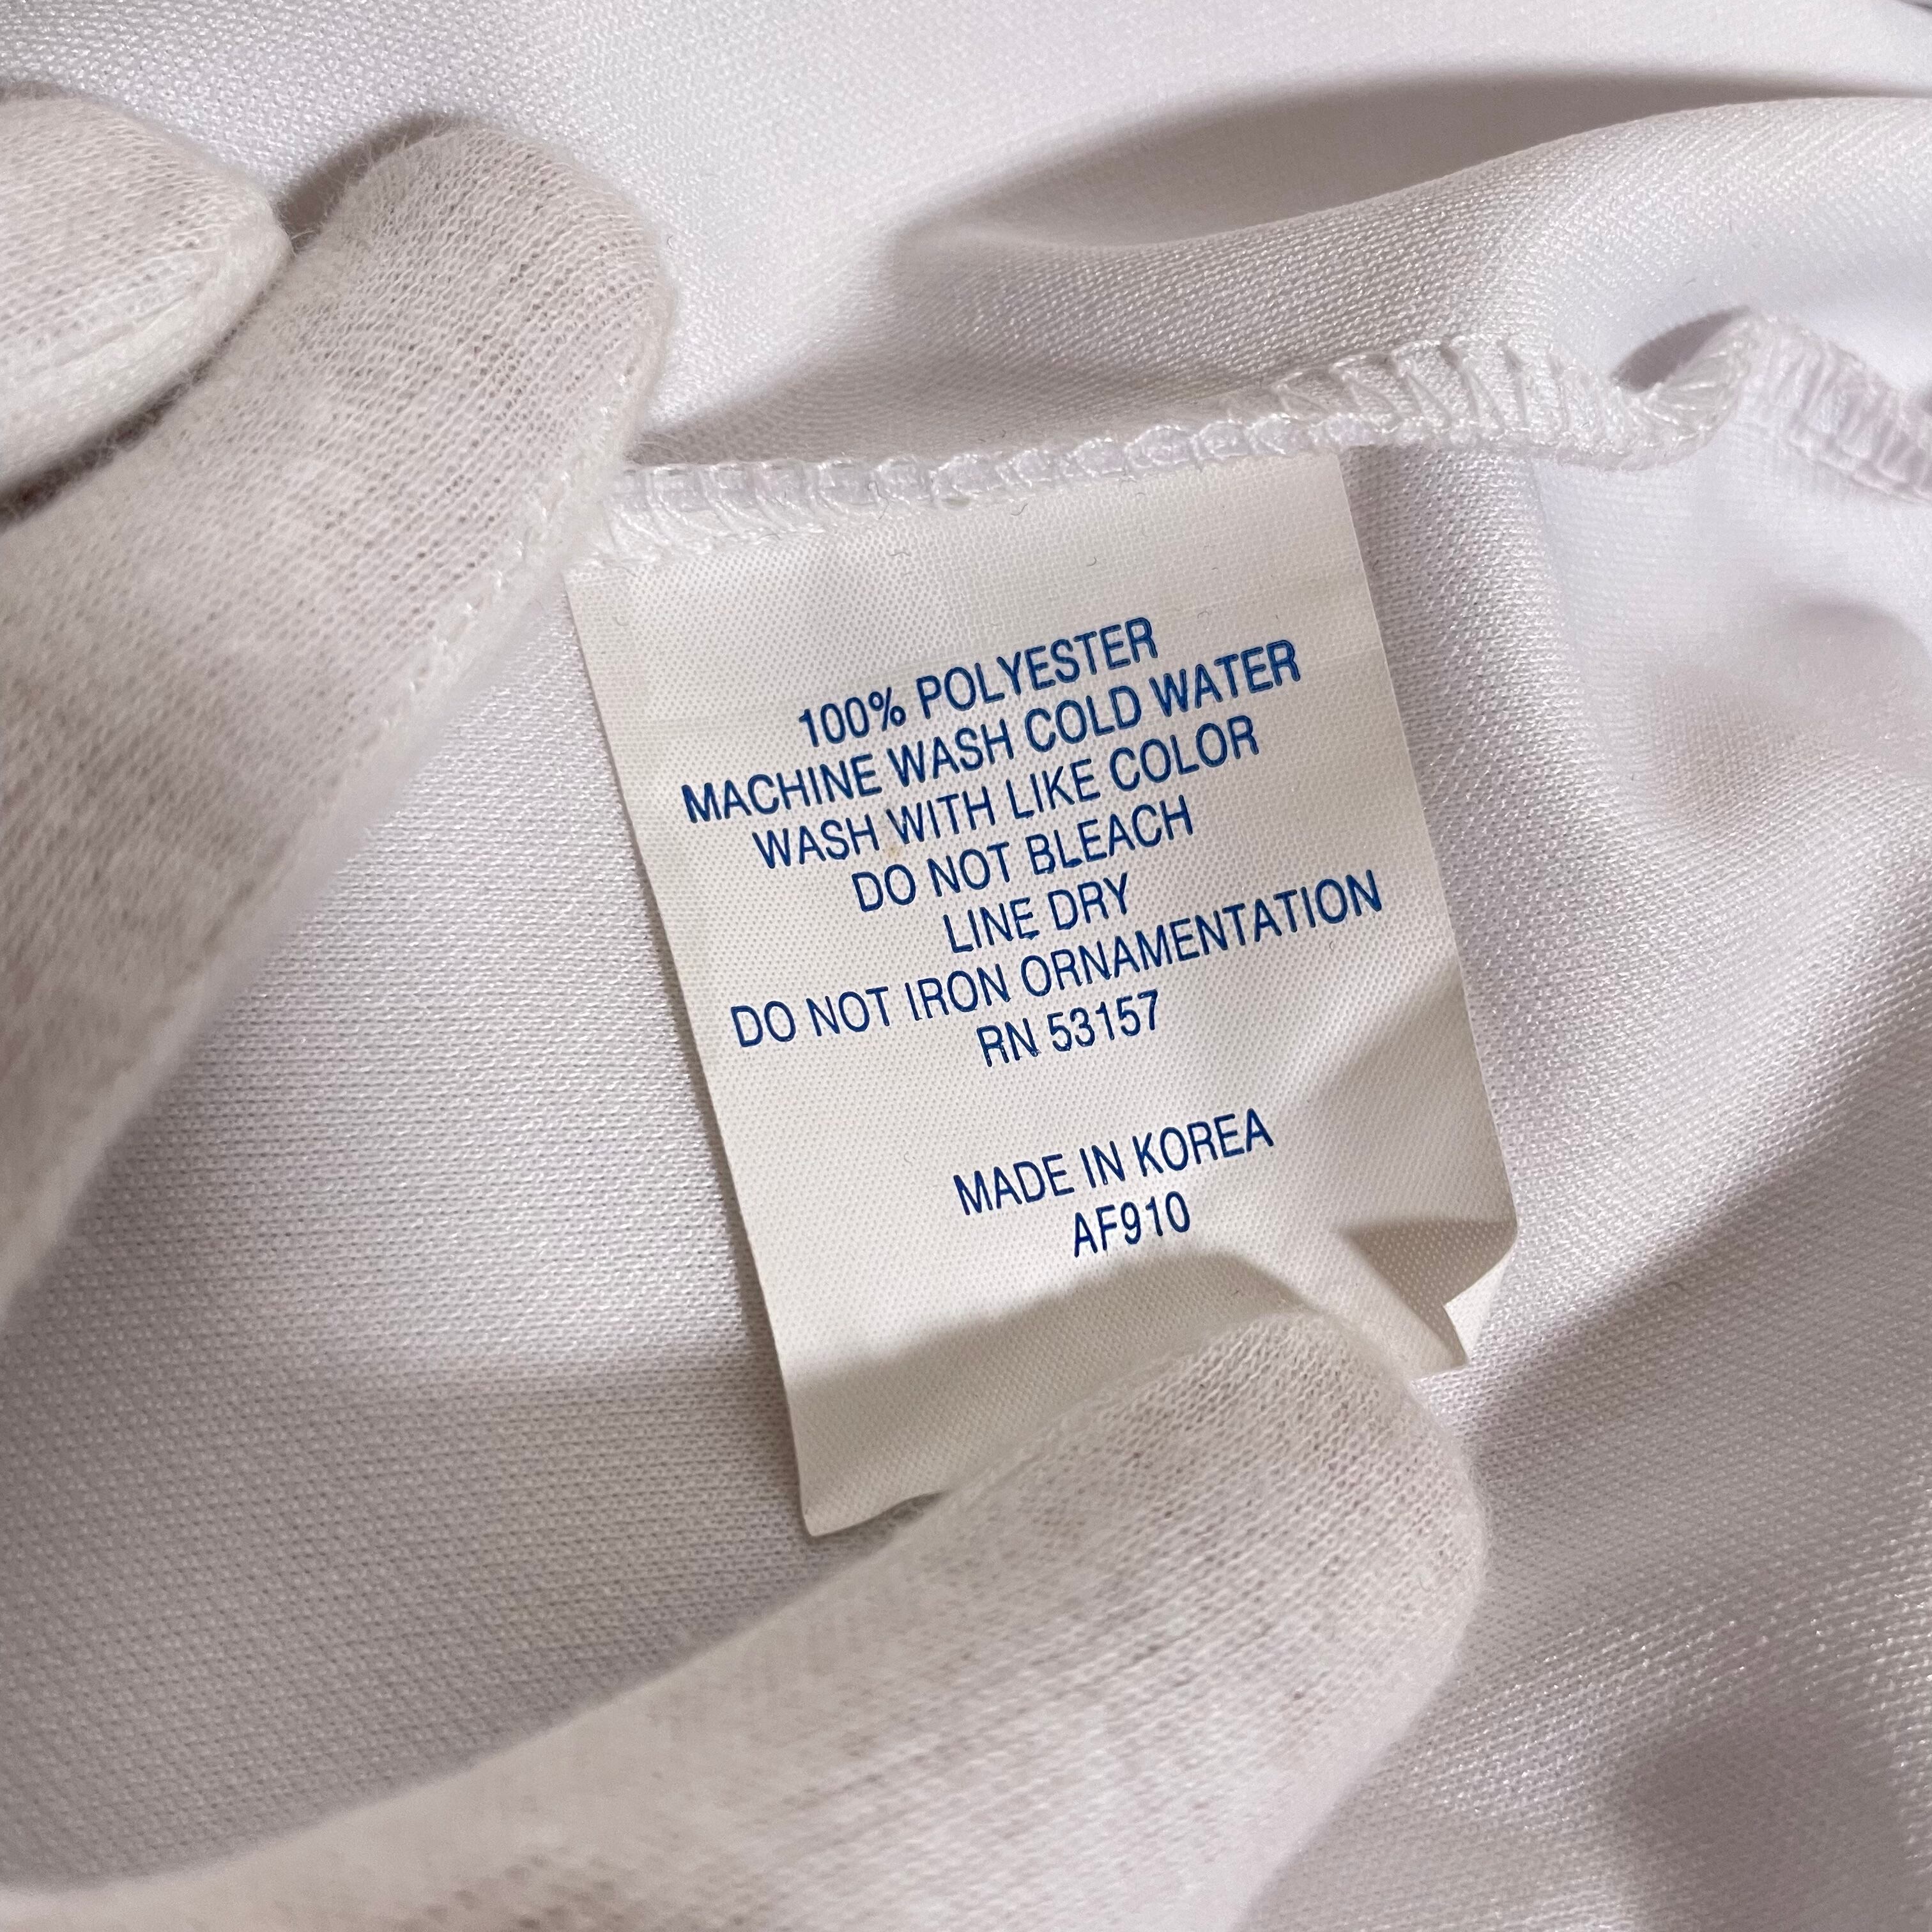 100% POLYESTER
MACHINE WASH COLD WATER
WASH WITH LIKE COLOR
DO NOT BLEACH
LINE DRY
DO NOT IRON ORNAMENTATION
RN 53157
MADE IN KOREA
AF910